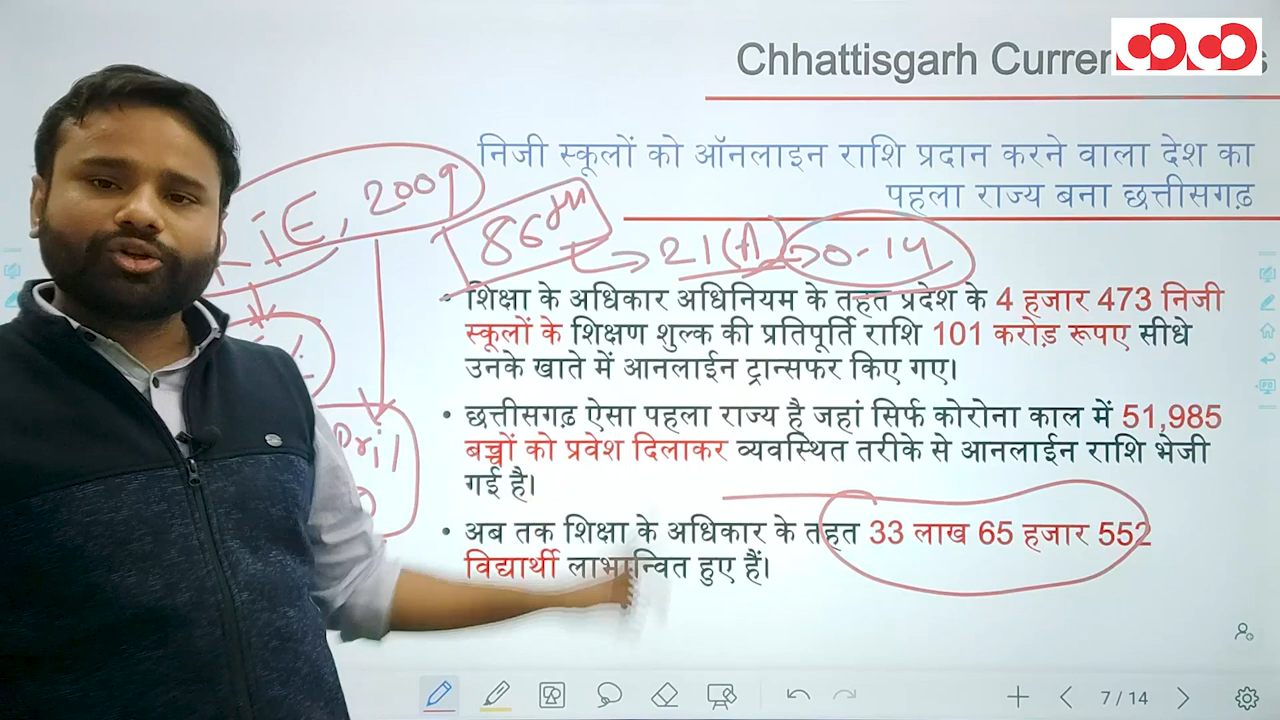 Chhattisgarh Curren
निजी स्कूलों को ऑनलाइन राशि प्रदान करने वाला देश का
पहला राज्य बना छत्तीसगढ़
RTE, 2009
86
21(A)
0-14
• शिक्षा के अधिकार अधिनियम के तहत प्रदेश के 4 हजार 473 निजी
स्कूलों के शिक्षण शुल्क की प्रतिपूर्ति राशि 101 करोड़ रूपए सीधे
उनके खाते में आनलाईन ट्रान्सफर किए गए।
• छत्तीसगढ़ ऐसा पहला राज्य है जहां सिर्फ कोरोना काल में 51,985
बच्चों को प्रवेश दिलाकर व्यवस्थित तरीके से आनलाईन राशि भेजी
गई है।
• अब तक शिक्षा के अधिकार के तहत 33 लाख 65 हजार 552
विद्यार्थी लाभान्वित हुए हैं।
7/14